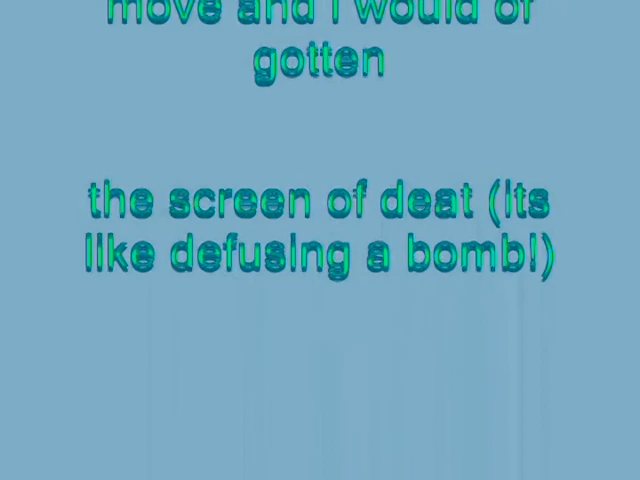 move and I would of
gotten
the screen of deat (Its
like defusing a bomb!)